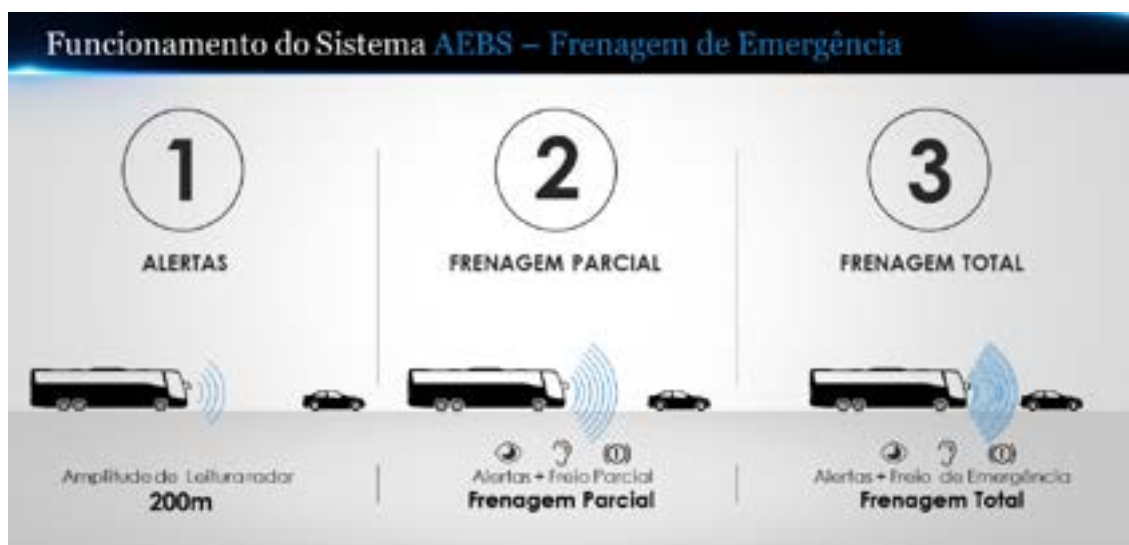 Funcionamento do Sistema AEBS – Frenagem de Emergência
1
ALERTAS
2
FRENAGEM PARCIAL
3
FRENAGEM TOTAL
Amplitude de Leitura radar
200m
Alertas + Freio Parcial
Frenagem Parcial
Alertas + Freio de Emergência
Frenagem Total